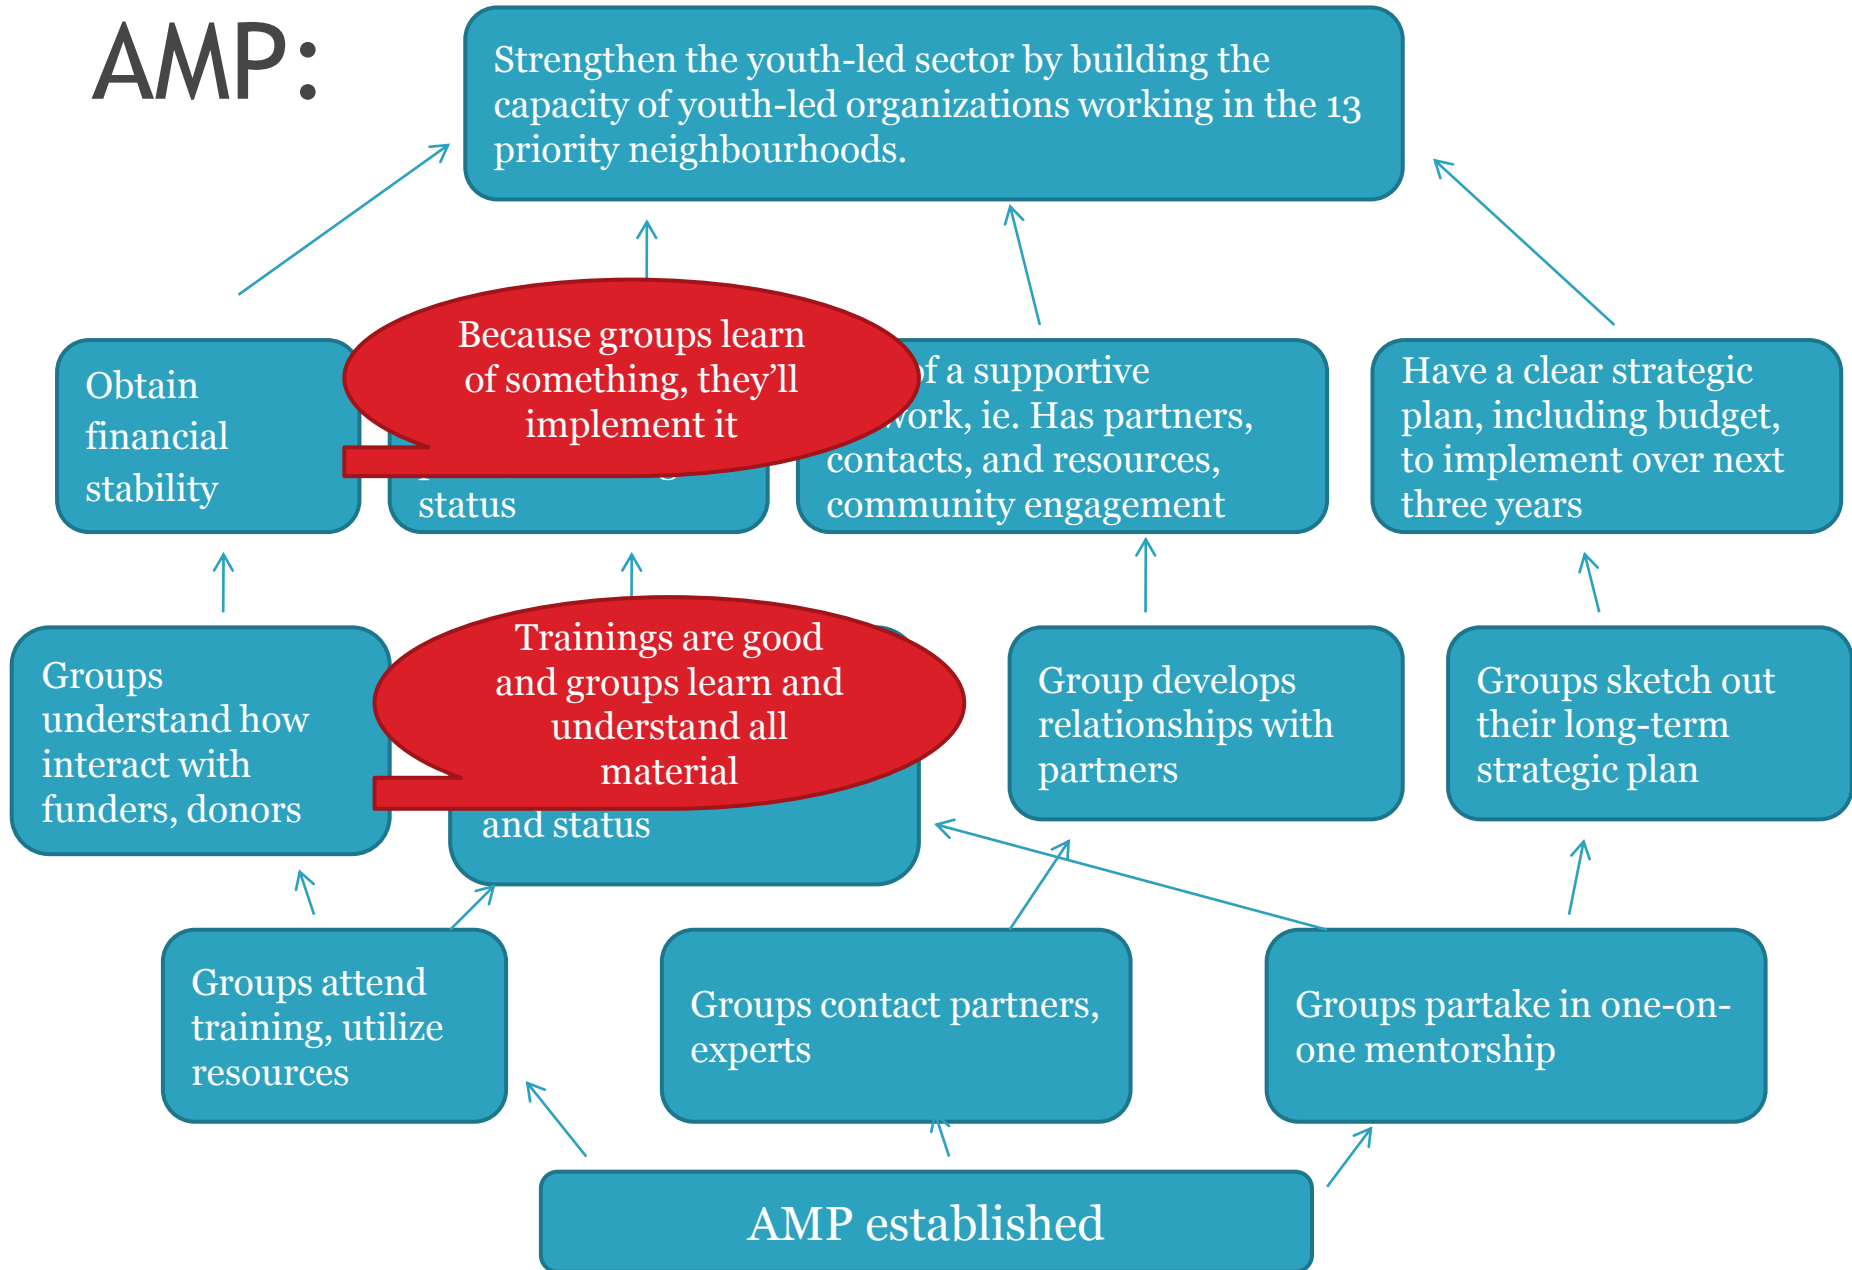 AMP:
Strengthen the youth-led sector by building the
capacity of youth-led organizations working in the 13
priority neighbourhoods.
Obtain
financial
stability
Because groups learn
of something, they’ll
implement it
status
of a supportive
work, ie. Has partners,
contacts, and resources,
community engagement
Have a clear strategic
plan, including budget,
to implement over next
three years
Groups
understand how
interact with
funders, donors
Trainings are good
and groups learn and
understand all
material
and status
Group develops
relationships with
partners
Groups sketch out
their long-term
strategic plan
Groups attend
training, utilize
resources
Groups contact partners,
experts
Groups partake in one-on-
one mentorship
AMP established